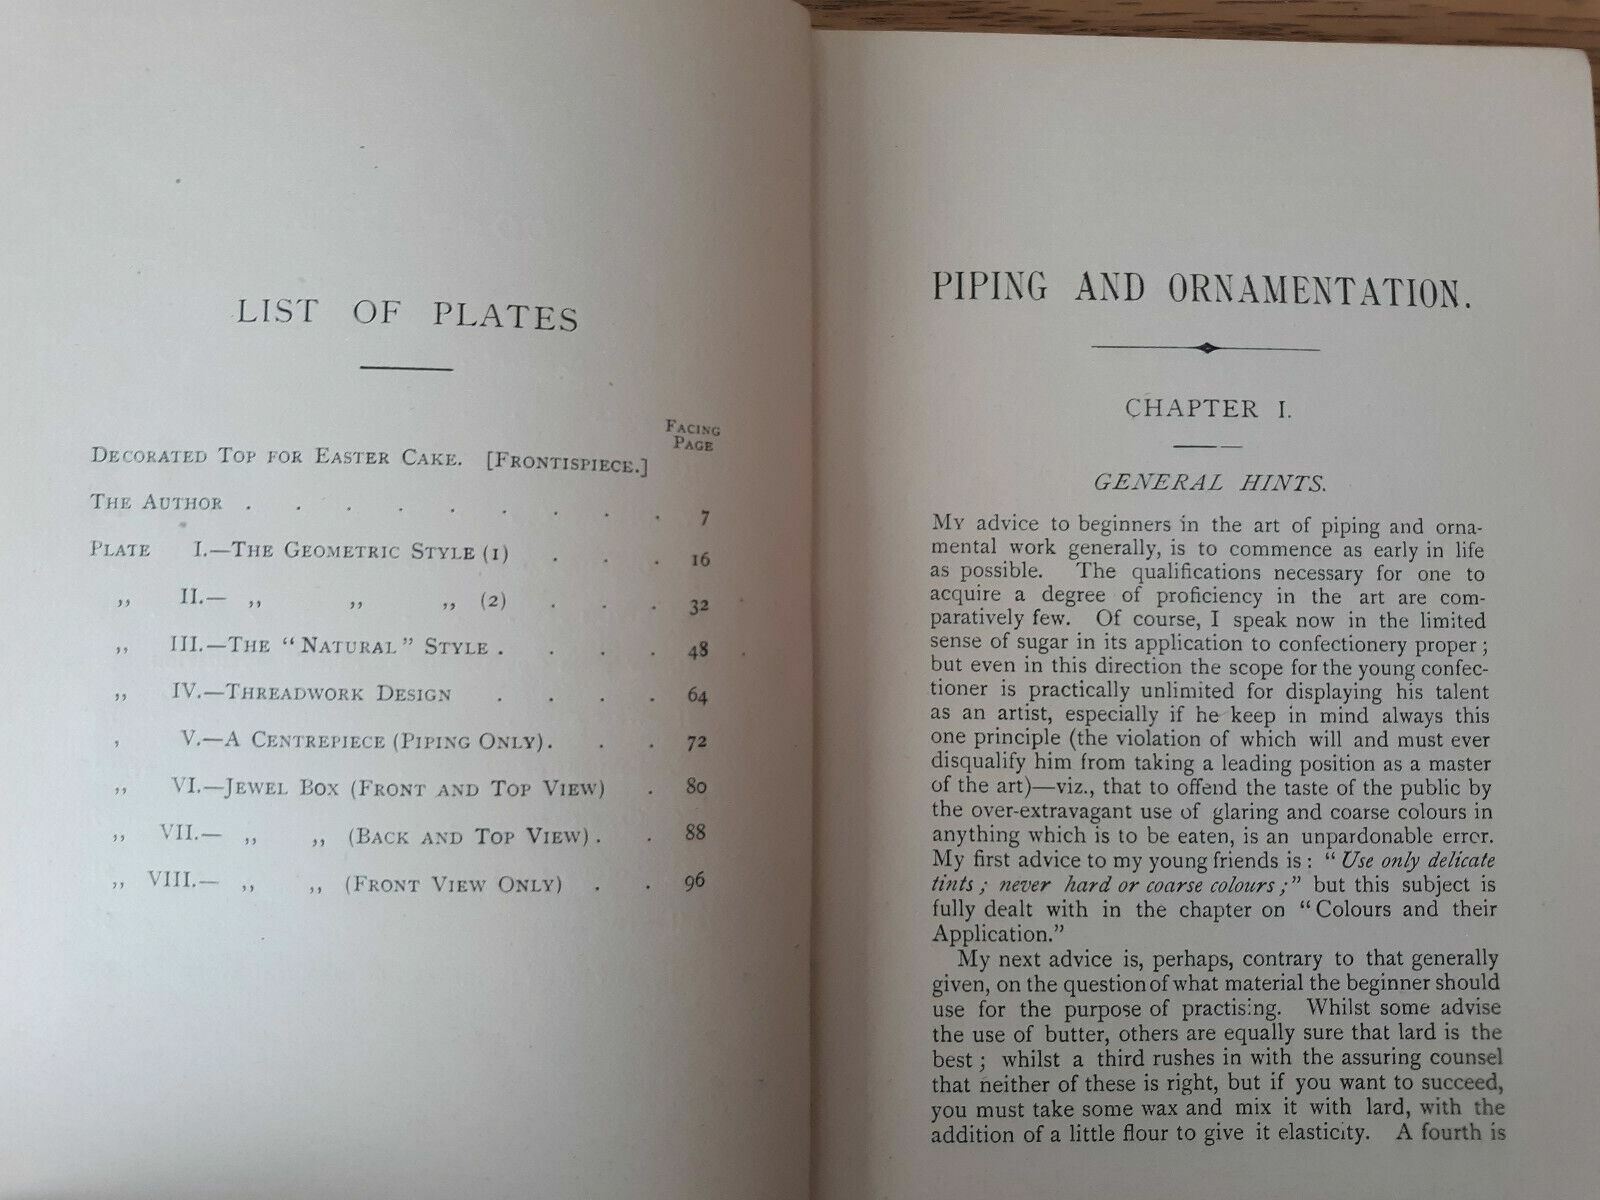 LIST OF PLATES
FACING
PAGE
DECORATED TOP FOR EASTER CAKE. [FRONTISPIECE.]
THE AUTHOR . . . . . . . . . 7
PLATE I.—THE GEOMETRIC STYLE (1) . . . 16
,, II.— ,, ,, ,, (2) . . . 32
,, III.—THE “NATURAL” STYLE . . . . 48
,, IV.—THREADWORK DESIGN . . . . 64
, V.—A CENTREPIECE (PIPING ONLY). . . 72
,, VI.—JEWEL BOX (FRONT AND TOP VIEW) . 80
,, VII.— ,, ,, (BACK AND TOP VIEW) . . 88
,, VIII.— ,, ,, (FRONT VIEW ONLY) . . 96
PIPING AND ORNAMENTATION.
CHAPTER I.
GENERAL HINTS.
MY advice to beginners in the art of piping and orna-
mental work generally, is to commence as early in life
as possible. The qualifications necessary for one to
acquire a degree of proficiency in the art are com-
paratively few. Of course, I speak now in the limited
sense of sugar in its application to confectionery proper ;
but even in this direction the scope for the young confec-
tioner is practically unlimited for displaying his talent
as an artist, especially if he keep in mind always this
one principle (the violation of which will and must ever
disqualify him from taking a leading position as a master
of the art)—viz., that to offend the taste of the public by
the over-extravagant use of glaring and coarse colours in
anything which is to be eaten, is an unpardonable error.
My first advice to my young friends is : “ Use only delicate
tints ; never hard or coarse colours ;” but this subject is
fully dealt with in the chapter on “Colours and their
Application.”
My next advice is, perhaps, contrary to that generally
given, on the question of what material the beginner should
use for the purpose of practising. Whilst some advise
the use of butter, others are equally sure that lard is the
best ; whilst a third rushes in with the assuring counsel
that neither of these is right, but if you want to succeed,
you must take some wax and mix it with lard, with the
addition of a little flour to give it elasticity. A fourth is